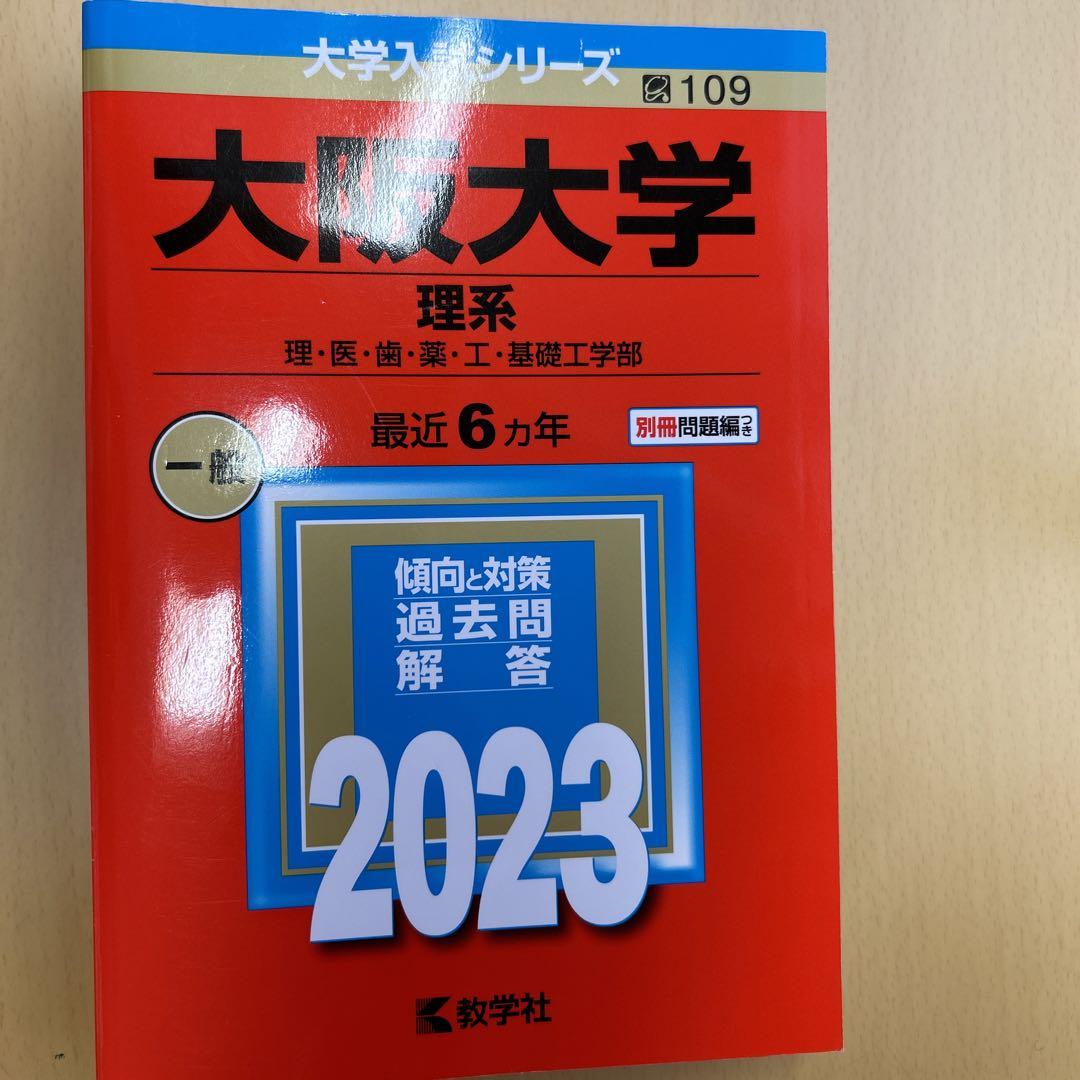 大学入試シリーズ
109
大阪大学
理系
理・医・歯・薬・工・基礎工学部
最近6カ年
別冊問題編つき
一般
傾向と対策
過去問
解答
2023
教学社